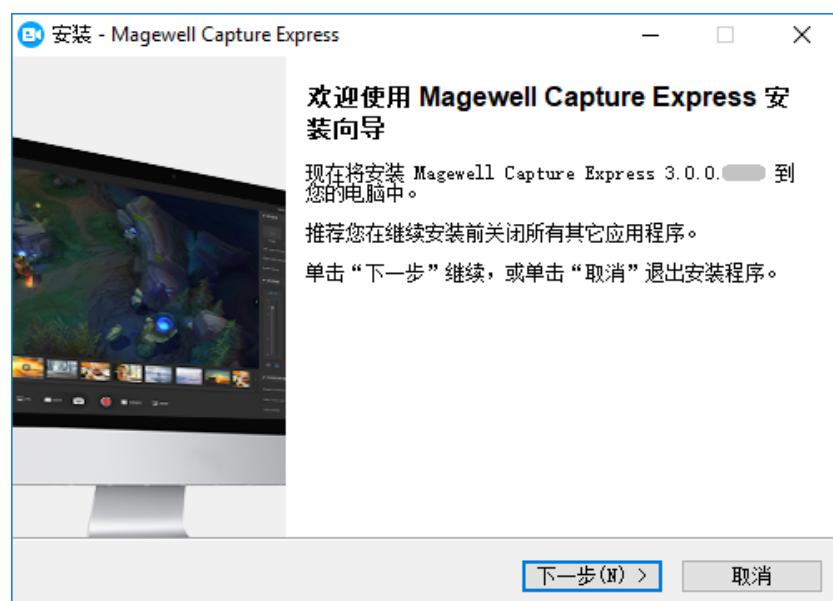 安装 - Magewell Capture Express
欢迎使用 Magewell Capture Express 安
装向导
现在将安装 Magewell Capture Express 3.0.0. 到
您的电脑中。
推荐您在继续安装前关闭所有其它应用程序。
单击“下一步”继续，或单击“取消”退出安装程序。
下一步(N) >
取消